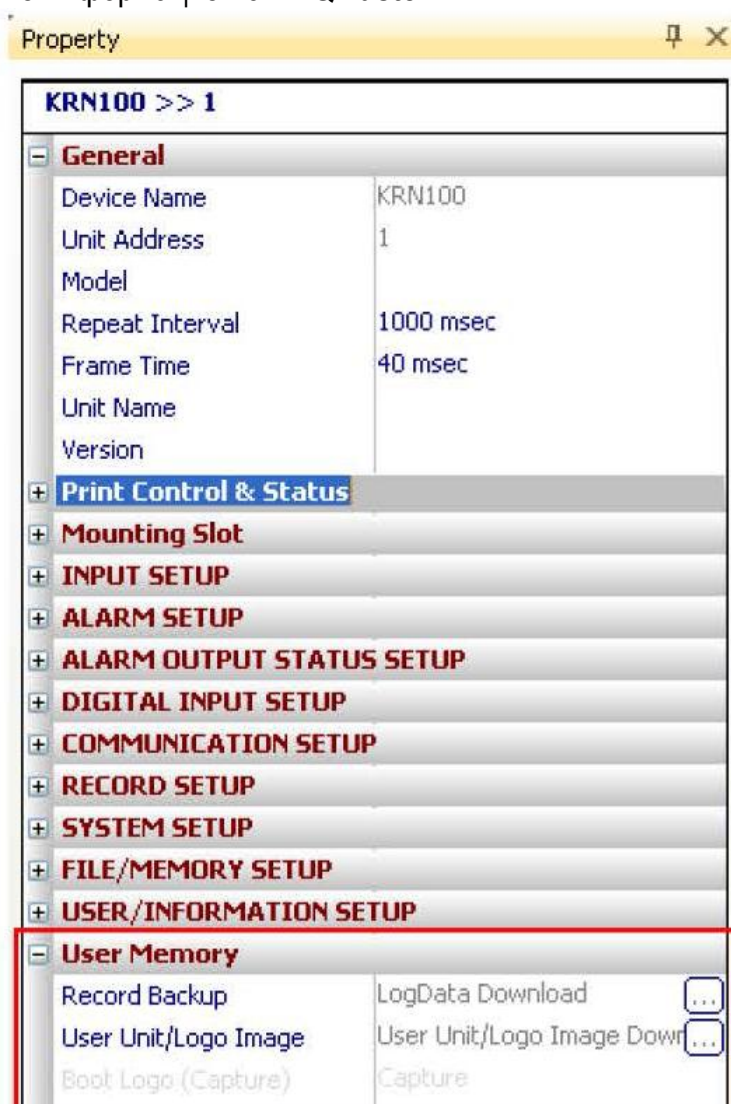 Property
KRN100 >> 1
General
Device Name KRN100
Unit Address 1
Model
Repeat Interval 1000 msec
Frame Time 40 msec
Unit Name
Version
Print Control & Status
Mounting Slot
INPUT SETUP
ALARM SETUP
ALARM OUTPUT STATUS SETUP
DIGITAL INPUT SETUP
COMMUNICATION SETUP
RECORD SETUP
SYSTEM SETUP
FILE/MEMORY SETUP
USER/INFORMATION SETUP
User Memory
Record Backup LogData Download ...
User Unit/Logo Image User Unit/Logo Image Down ...
Boot Logo (Capture) Capture